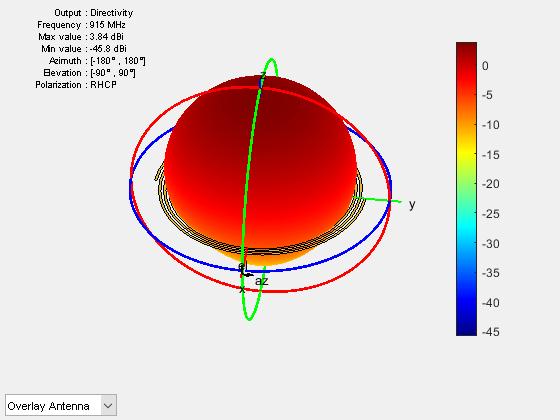 Output : Directivity
Frequency : 915 MHz
Max value : 3.84 dBi
Min value : -45.8 dBi
Azimuth : [-180° , 180°]
Elevation : [-90° , 90°]
Polarization : RHCP
z
y
az
x
0
-5
-10
-15
-20
-25
-30
-35
-40
-45
Overlay Antenna